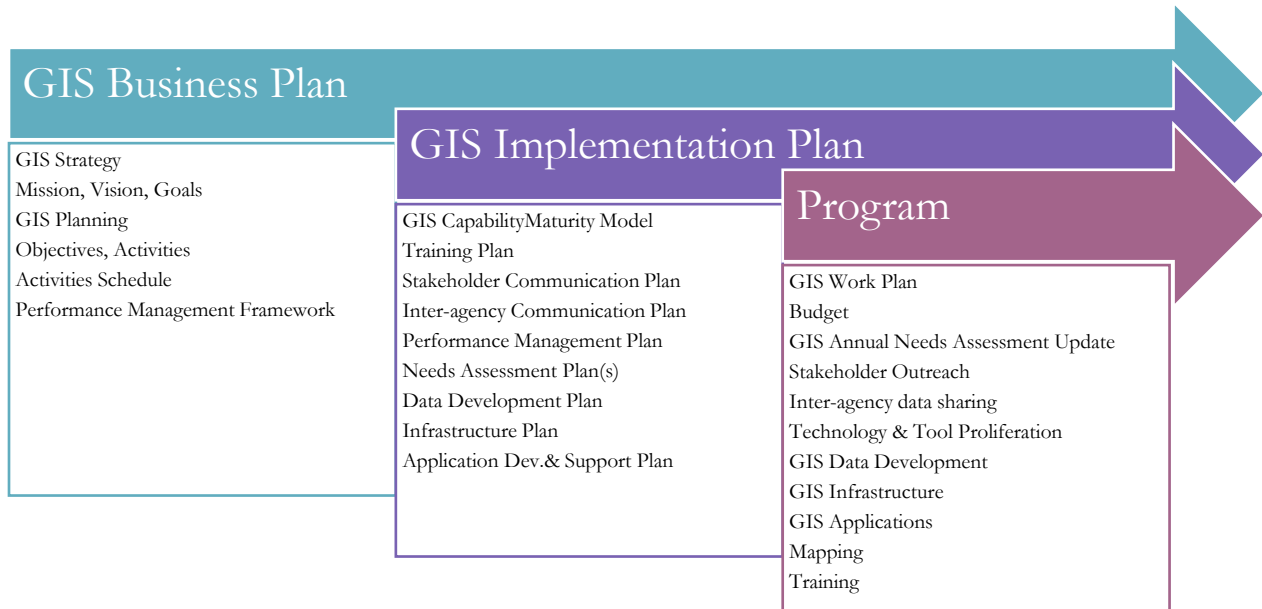 GIS Business Plan
GIS Strategy
Mission, Vision, Goals
GIS Planning
Objectives, Activities
Activities Schedule
Performance Management Framework
GIS Implementation Plan
GIS CapabilityMaturity Model
Training Plan
Stakeholder Communication Plan
Inter-agency Communication Plan
Performance Management Plan
Needs Assessment Plan(s)
Data Development Plan
Infrastructure Plan
Application Dev.& Support Plan
Program
GIS Work Plan
Budget
GIS Annual Needs Assessment Update
Stakeholder Outreach
Inter-agency data sharing
Technology & Tool Proliferation
GIS Data Development
GIS Infrastructure
GIS Applications
Mapping
Training